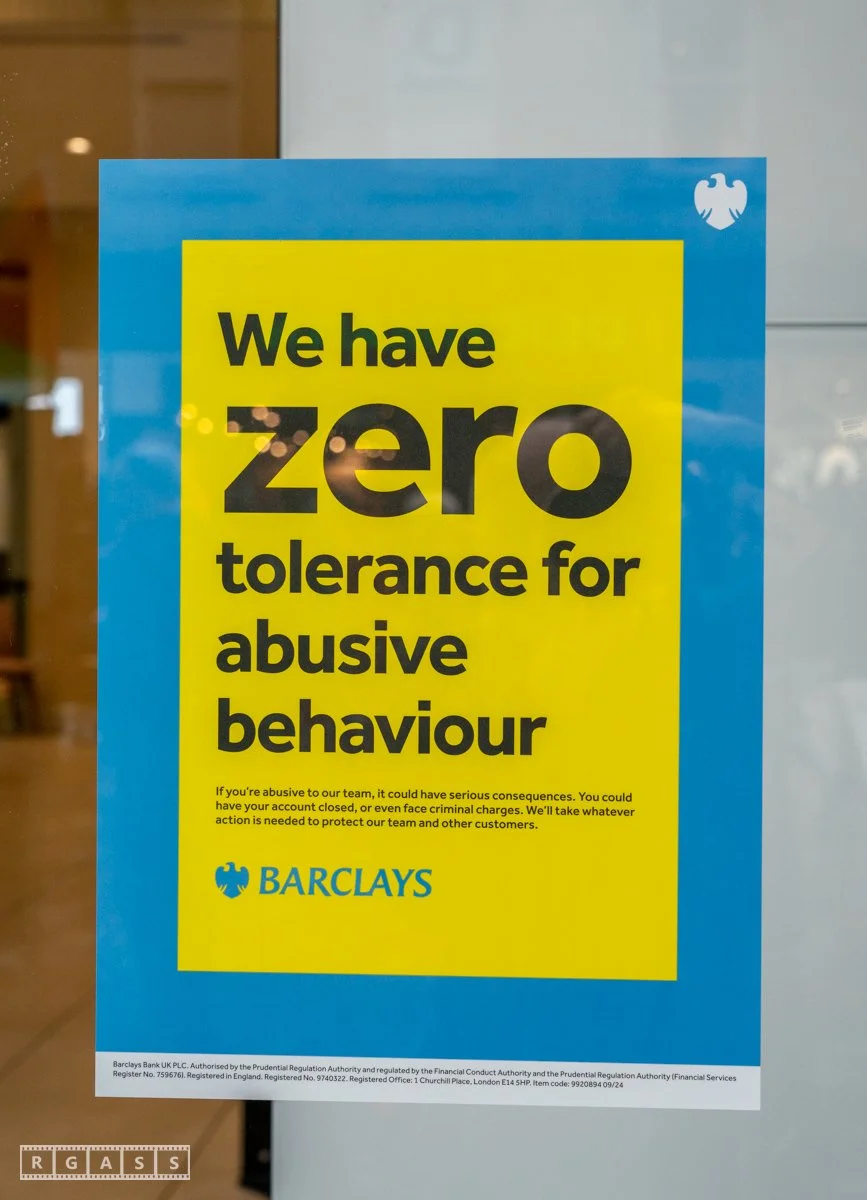 We have
zero
tolerance for
abusive
behaviour
If you're abusive to our team, it could have serious consequences. You could
have your account closed, or even face criminal charges. We'll take whatever
action is needed to protect our team and other customers.
BARCLAYS
Barclays Bank UK PLC. Authorised by the Prudential Regulation Authority and regulated by the Financial Conduct Authority and the Prudential Regulation Authority (Financial Services
Register No. 759676). Registered in England. Registered No. 9740322. Registered Office: 1 Churchill Place, London E14 5HP. Item code: 9920894 09/24
RGASS